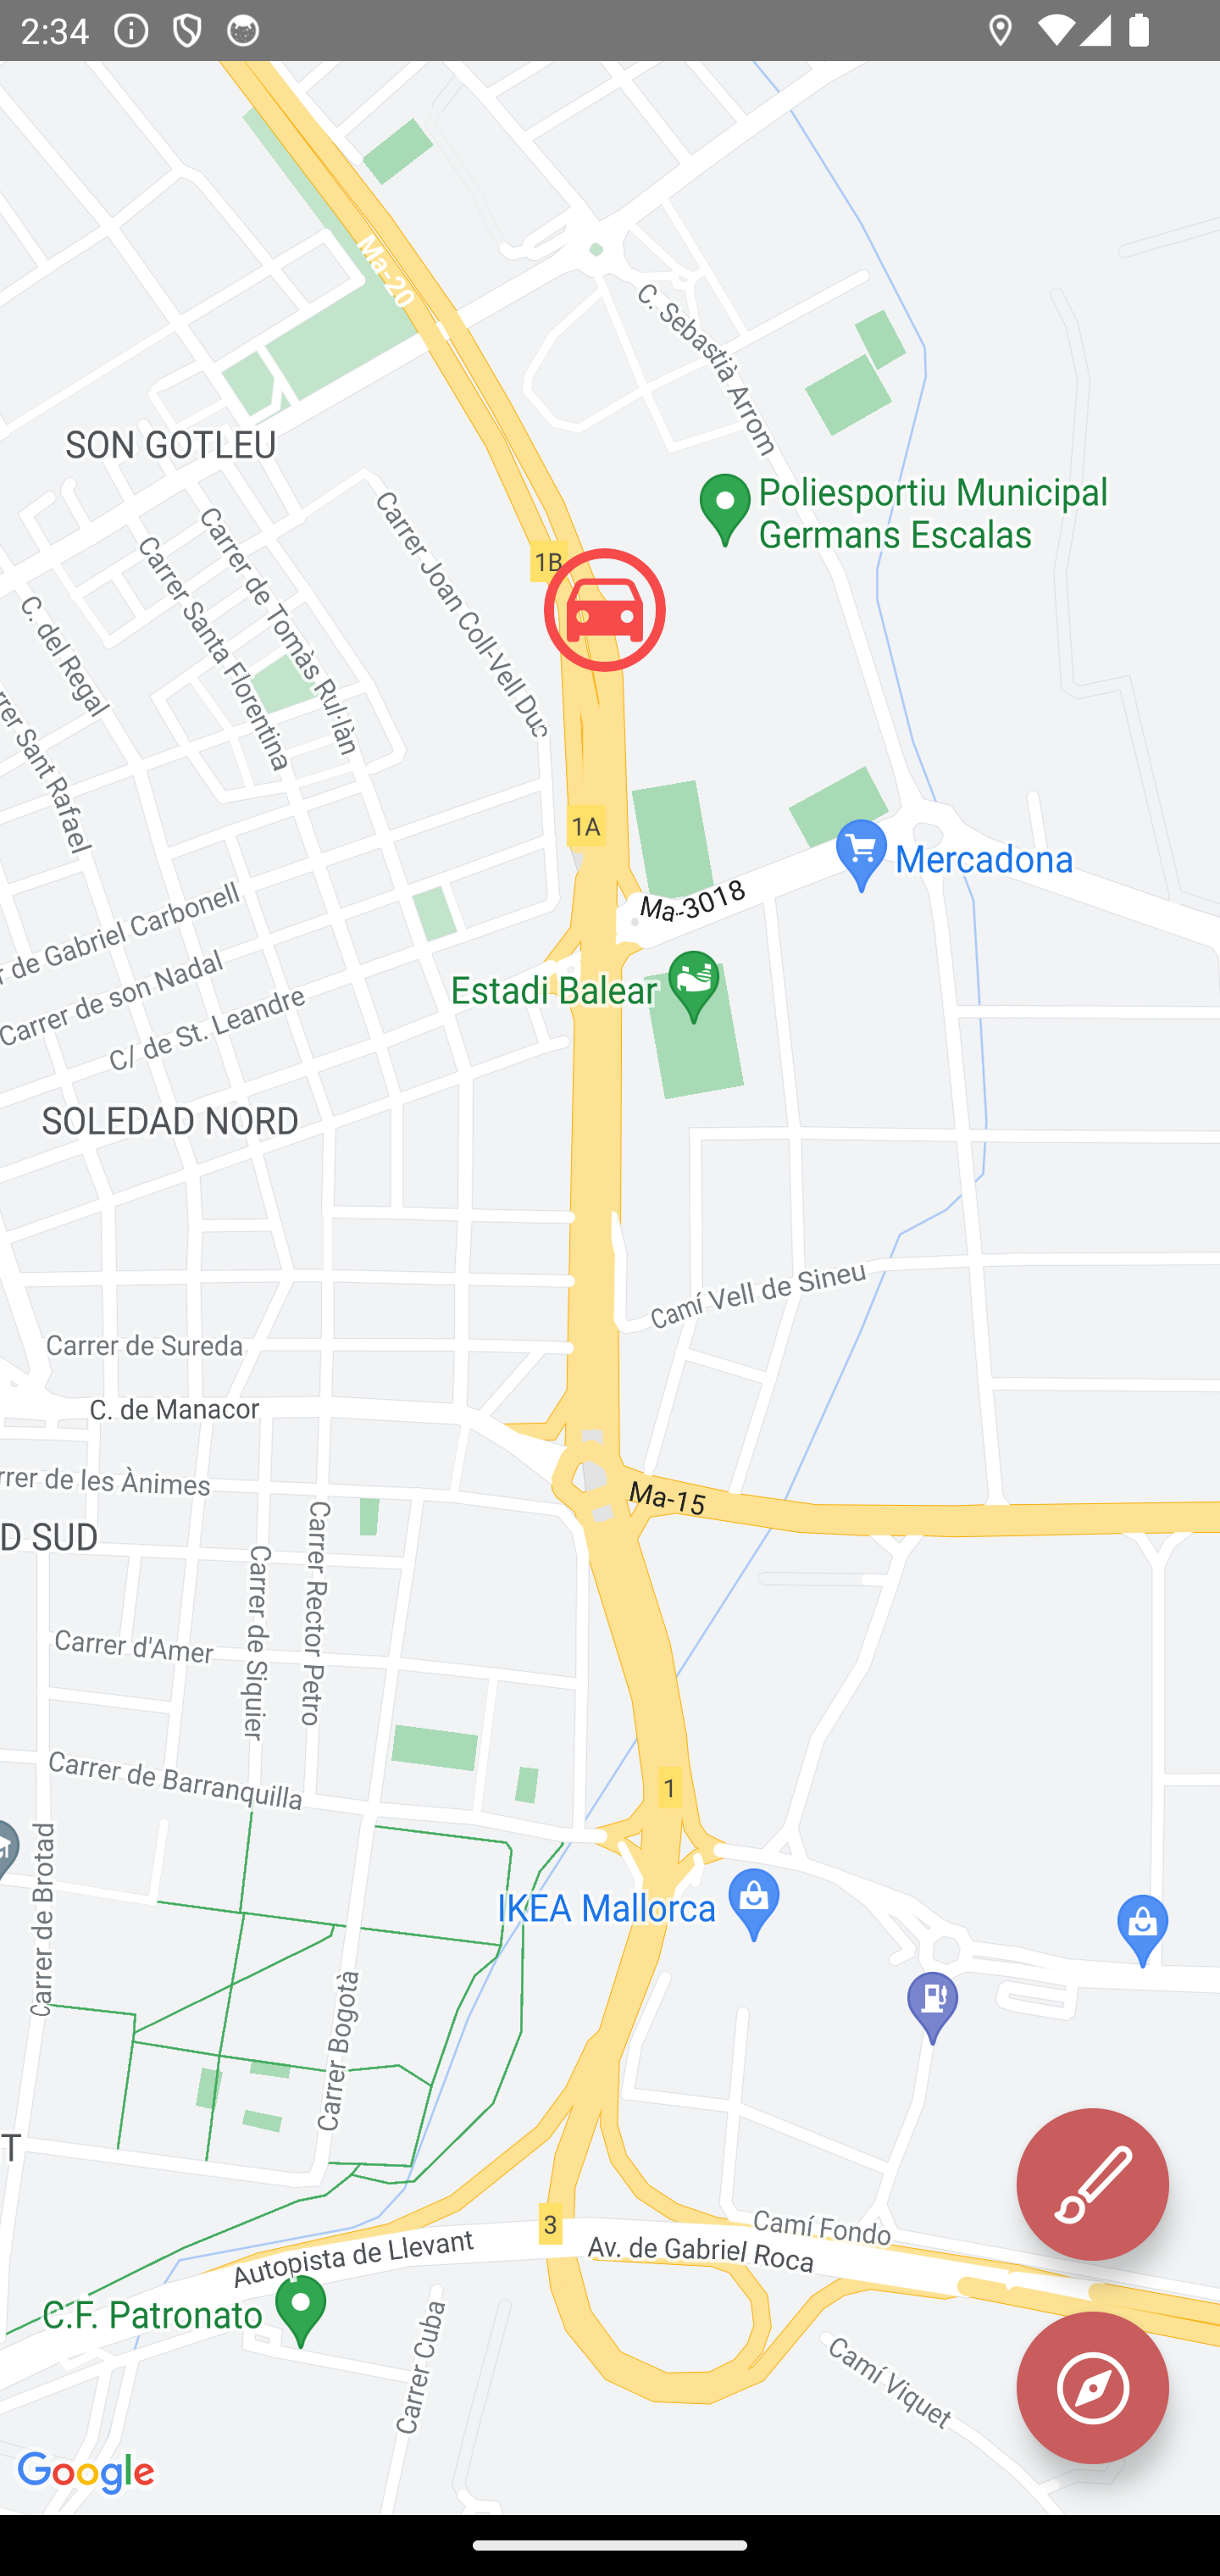 2:34
Ma-20
C. Sebastià Arrom
SON GOTLEU
Poliesportiu Municipal
Germans Escalas
Carrer Joan Coll-Vell Duc
Carrer de Tomàs Rul·làn
Carrer Santa Florentina
1B
C. del Regal
rrer Sant Rafael
1A
Mercadona
Ma-3018
r de Gabriel Carbonell
Carrer de son Nadal
Estadi Balear
C/ de St. Leandre
SOLEDAD NORD
Camí Vell de Sineu
Carrer de Sureda
C. de Manacor
rrer de les Ànimes
Ma-15
D SUD
Carrer Rector Petro
Carrer de Siquier
Carrer d'Amer
Carrer de Barranquilla
1
Carrer de Brotad
IKEA Mallorca
Carrer Bogotà
T
3
Camí Fondo
Autopista de Llevant
Av. de Gabriel Roca
C.F. Patronato
Carrer Cuba
Camí Viquet
Google